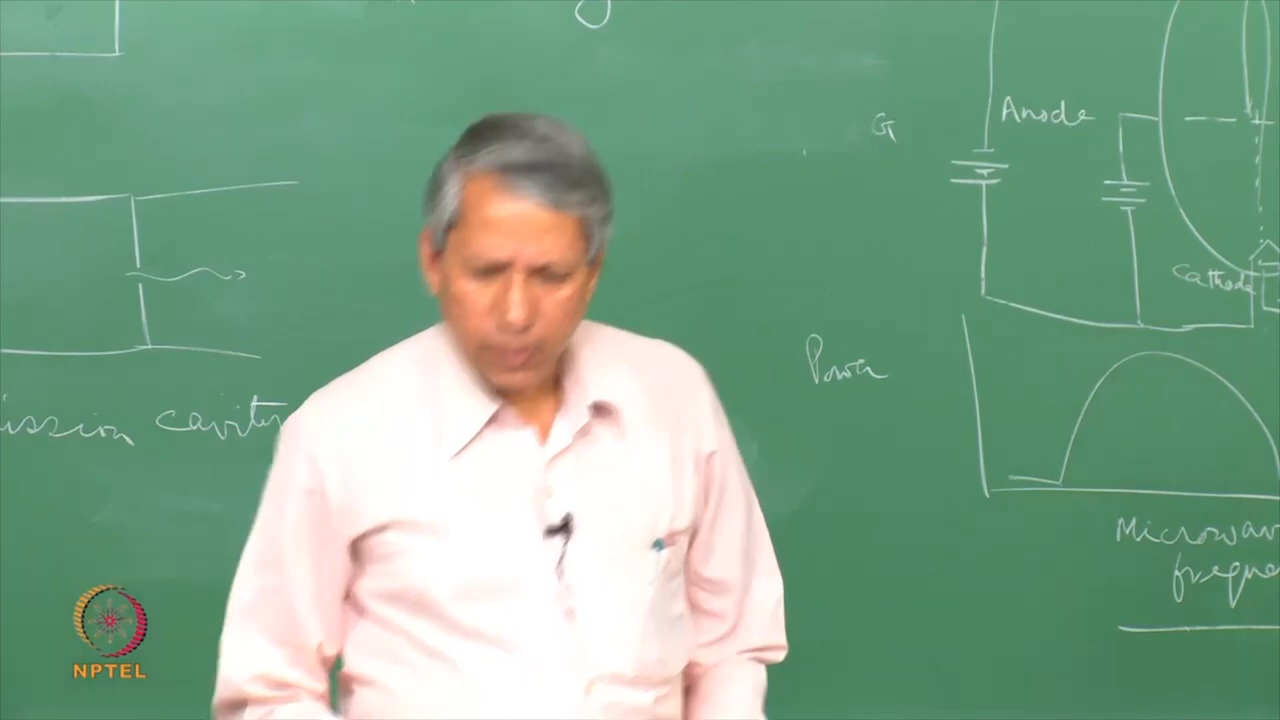 G
Anode
Cathode
Power
ission cavity
Microwav
freque
NPTEL